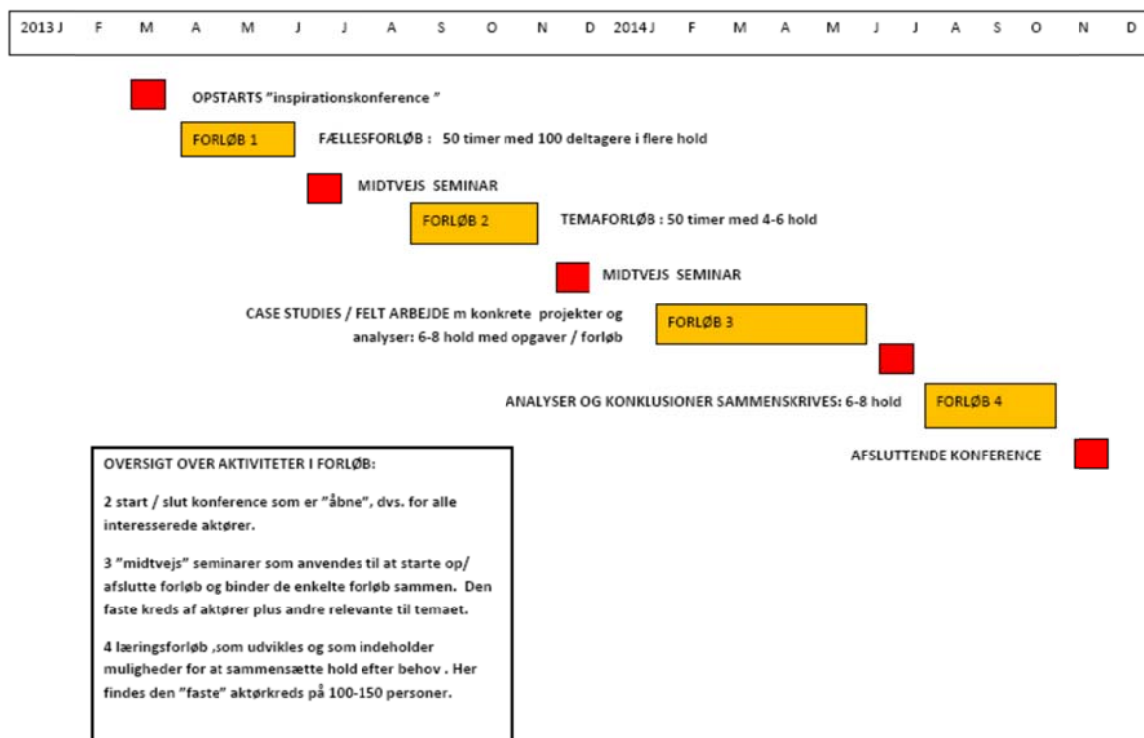 2013 J F M A M J J A S O N D 2014 J F M A M J J A S O N D
OPSTARTS "inspirationskonference "
FORLØB 1
FÆLLESFORLØB : 50 timer med 100 deltagere i flere hold
MIDTVEJS SEMINAR
FORLØB 2
TEMAFORLØB : 50 timer med 4-6 hold
MIDTVEJS SEMINAR
CASE STUDIES / FELT ARBEJDE m konkrete projekter og
analyser: 6-8 hold med opgaver / forløb
FORLØB 3
ANALYSER OG KONKLUSIONER SAMMENSKRIVES: 6-8 hold
FORLØB 4
AFSLUTTENDE KONFERENCE
OVERSIGT OVER AKTIVITETER I FORLØB:
2 start / slut konference som er "åbne", dvs. for alle
interesserede aktører.
3 "midtvejs" seminarer som anvendes til at starte op/
afslutte forløb og binder de enkelte forløb sammen. Den
faste kreds af aktører plus andre relevante til temaet.
4 læringsforløb ,som udvikles og som indeholder
muligheder for at sammensætte hold efter behov . Her
findes den "faste" aktørkreds på 100-150 personer.